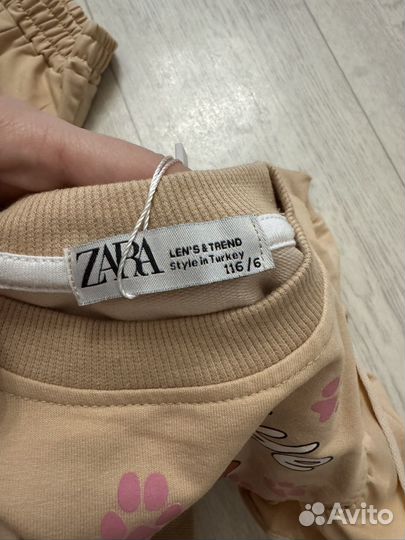 ZARA
LEN'S & TREND
Style in Turkey
116/6
Avito